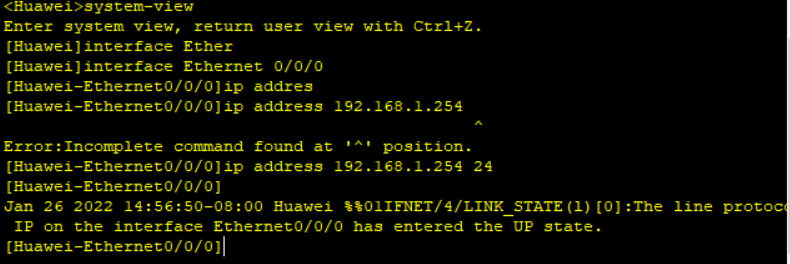 <Huawei>system-view
Enter system view, return user view with Ctrl+Z.
[Huawei]interface Ether
[Huawei]interface Ethernet 0/0/0
[Huawei-Ethernet0/0/0]ip addres
[Huawei-Ethernet0/0/0]ip address 192.168.1.254
^
Error:Incomplete command found at '^' position.
[Huawei-Ethernet0/0/0]ip address 192.168.1.254 24
[Huawei-Ethernet0/0/0]
Jan 26 2022 14:56:50-08:00 Huawei %%01IFNET/4/LINK_STATE(l)[0]:The line protoco
IP on the interface Ethernet0/0/0 has entered the UP state.
[Huawei-Ethernet0/0/0]